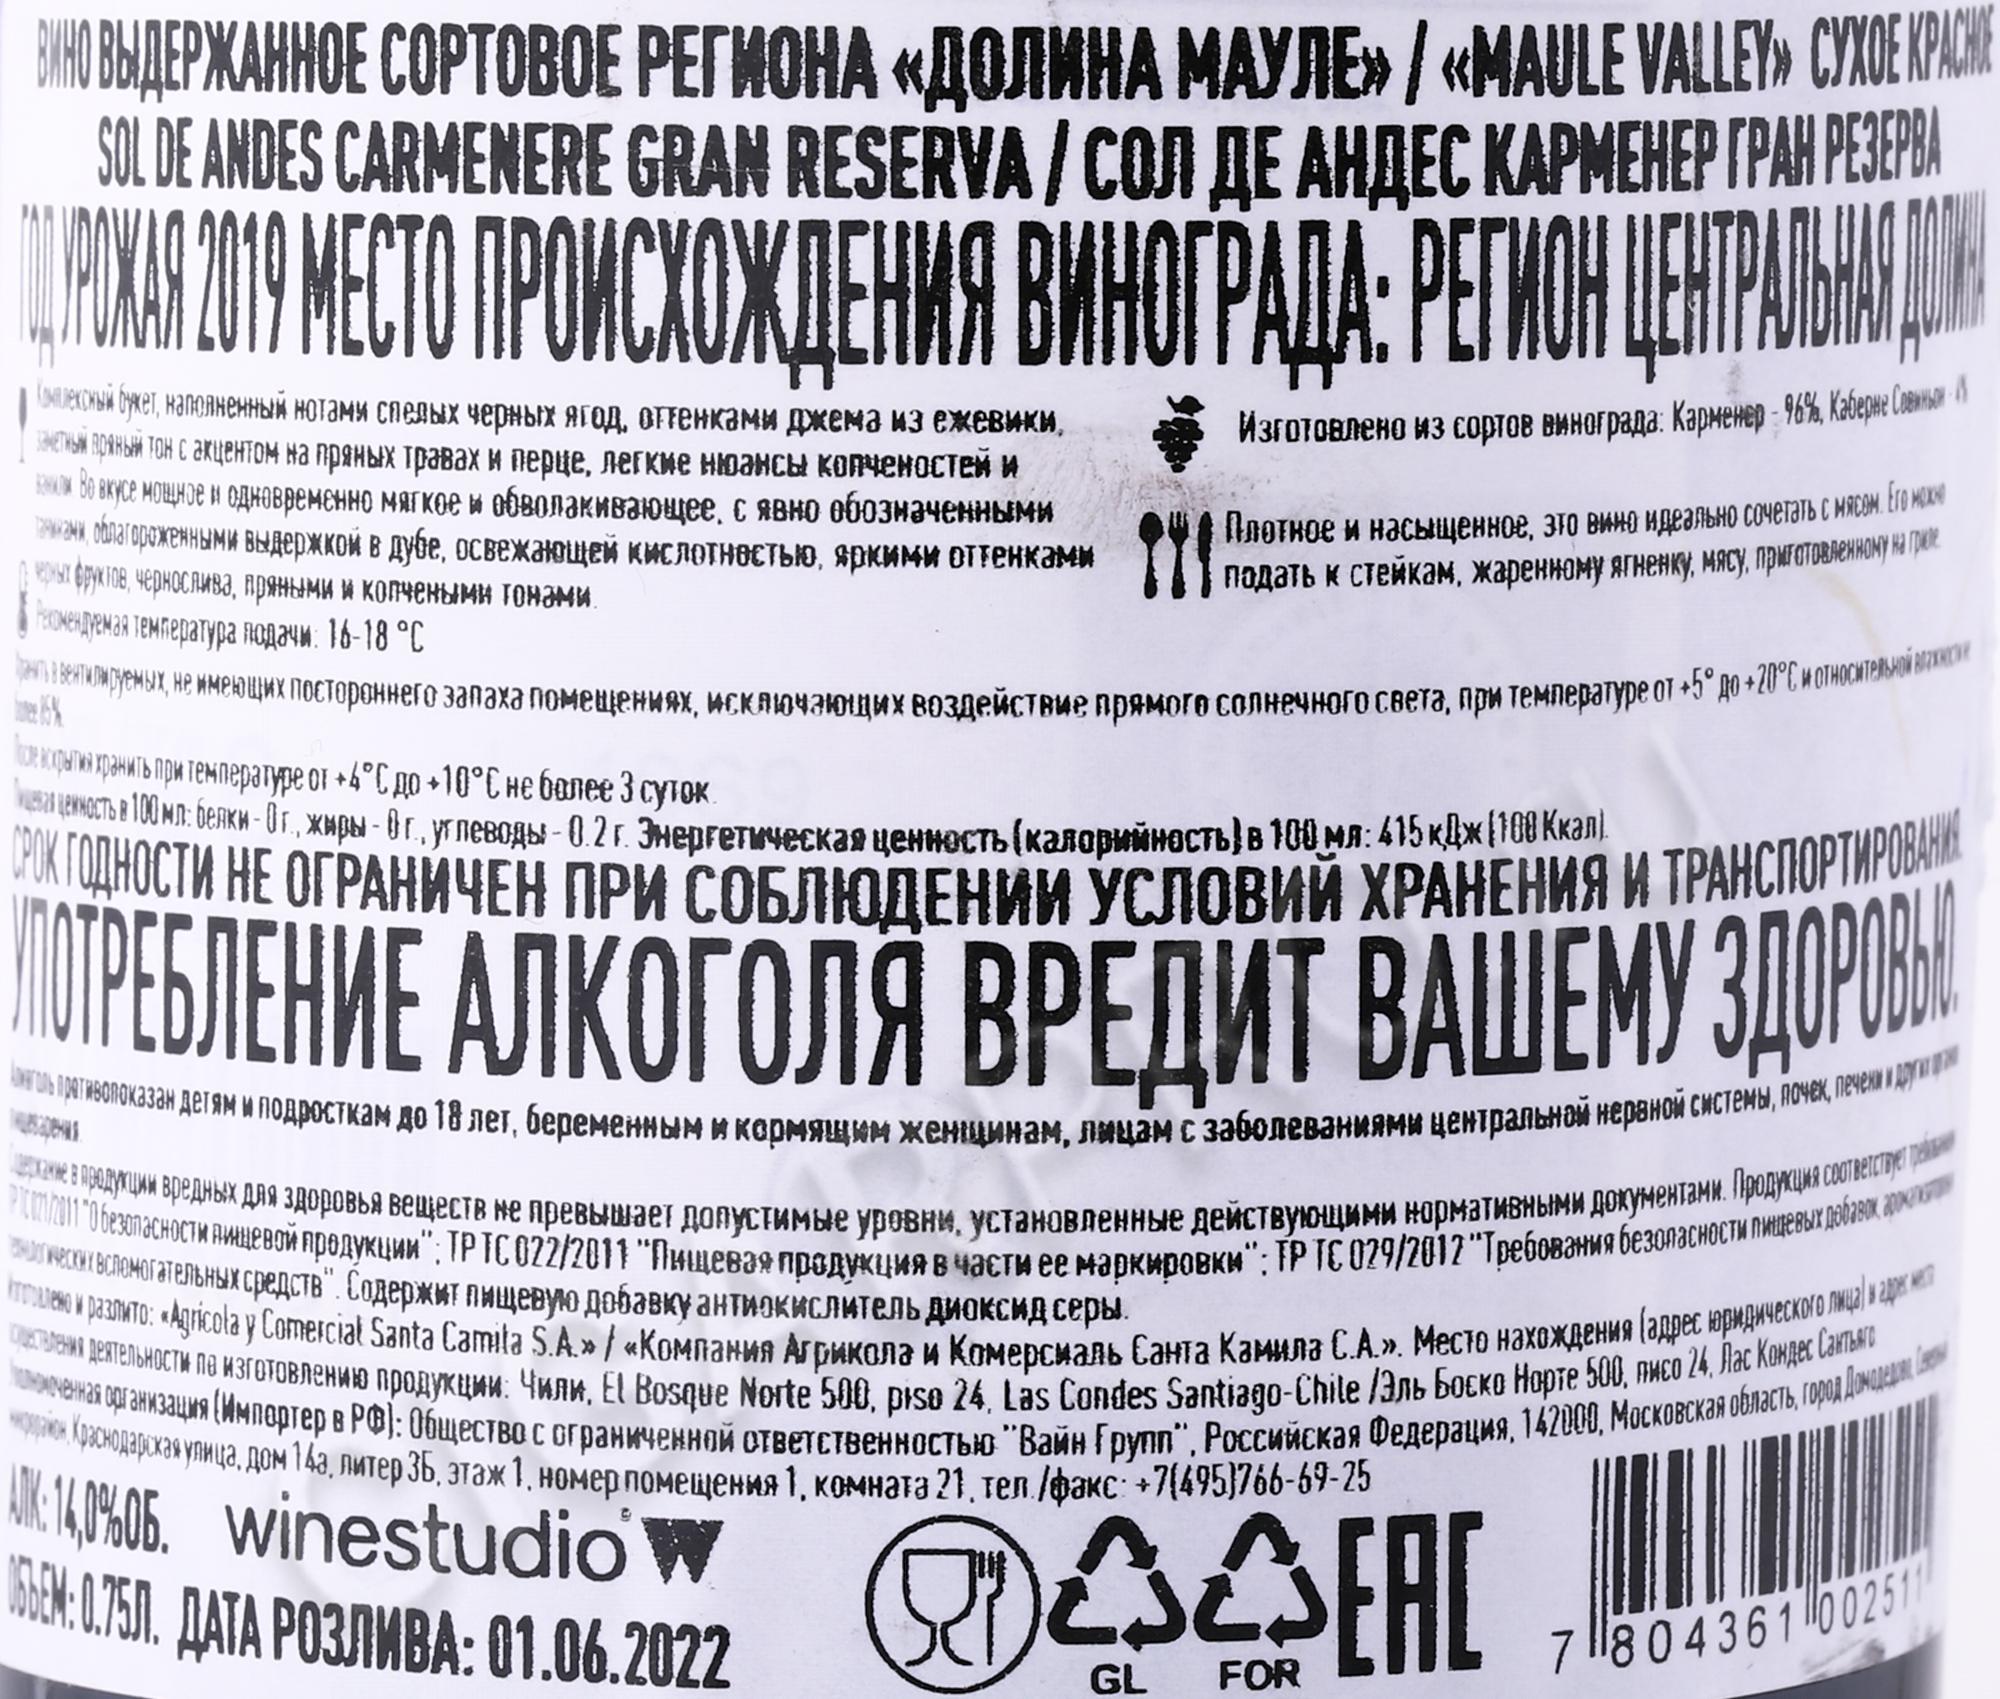 ВИНО ВЫДЕРЖАННОЕ СОРТОВОЕ РЕГИОНА «ДОЛИНА МАУЛЕ» / «MAULE VALLEY» СУХОЕ КРАСНОЕ
SOL DE ANDES CARMENERE GRAN RESERVA / СОЛ ДЕ АНДЕС КАРМЕНЕР ГРАН РЕЗЕРВА
ГОД УРОЖАЯ 2019 МЕСТО ПРОИСХОЖДЕНИЯ ВИНОГРАДА: РЕГИОН ЦЕНТРАЛЬНАЯ ДОЛИНА
Комплексный букет, наполненный нотами спелых черных ягод, оттенками джема из ежевики,
заметный пряный тон с акцентом на пряных травах и перце, легкие нюансы копченостей и
ванили. Во вкусе мощное и одновременно мягкое и обволакивающее, с явно обозначенными
танинами, облагороженными выдержкой в дубе, освежающей кислотностью, яркими оттенками
черных фруктов, чернослива, пряными и копчеными тонами.
Рекомендуемая температура подачи: 16-18 °C
Изготовлено из сортов винограда: Карменер - 96%, Каберне Совиньон - 4%
Плотное и насыщенное, это вино идеально сочетать с мясом. Его можно
подать к стейкам, жаренному ягненку, мясу, приготовленному на гриле.
Хранить в вентилируемых, не имеющих постороннего запаха помещениях, исключающих воздействие прямого солнечного света, при температуре от +5° до +20°C и относительной влажности не
более 85%.
После вскрытия хранить при температуре от +4°C до +10°C не более 3 суток.
Пищевая ценность в 100 мл: белки - 0 г., жиры - 0 г., углеводы - 0.2 г. Энергетическая ценность (калорийность) в 100 мл: 415 кДж (100 Ккал).
СРОК ГОДНОСТИ НЕ ОГРАНИЧЕН ПРИ СОБЛЮДЕНИИ УСЛОВИЙ ХРАНЕНИЯ И ТРАНСПОРТИРОВАНИЯ.
УПОТРЕБЛЕНИЕ АЛКОГОЛЯ ВРЕДИТ ВАШЕМУ ЗДОРОВЬЮ.
Алкоголь противопоказан детям и подросткам до 18 лет, беременным и кормящим женщинам, лицам с заболеваниями центральной нервной системы, почек, печени и других органов
пищеварения.
Содержание в продукции вредных для здоровья веществ не превышает допустимые уровни, установленные действующими нормативными документами. Продукция соответствует требованиям
ТР ТС 021/2011 "О безопасности пищевой продукции"; ТР ТС 022/2011 "Пищевая продукция в части ее маркировки"; ТР ТС 029/2012 "Требования безопасности пищевых добавок, ароматизаторов
технологических вспомогательных средств". Содержит пищевую добавку антиокислитель диоксид серы.
Изготовлено и разлито: «Agricola y Comercial Santa Camila S.A.» / «Компания Агрикола и Комерсиаль Санта Камила С.А.». Место нахождения (адрес юридического лица) и адрес места
осуществления деятельности по изготовлению продукции: Чили, El Bosque Norte 500, piso 24, Las Condes Santiago-Chile /Эль Боско Норте 500, писо 24, Лас Кондес Сантьяго
Уполномоченная организация (Импортер в РФ): Общество с ограниченной ответственностью "Вайн Групп", Российская Федерация, 142000, Московская область, город Домодедово, Северный
микрорайон, Краснодарская улица, дом 14а, литер 3Б, этаж 1, номер помещения 1, комната 21, тел./факс: +7(495)766-69-25
АЛК: 14,0%ОБ.
winestudio
ОБЪЕМ: 0.75Л. ДАТА РОЗЛИВА: 01.06.2022
GL FOR
EAC
7 804361 002511